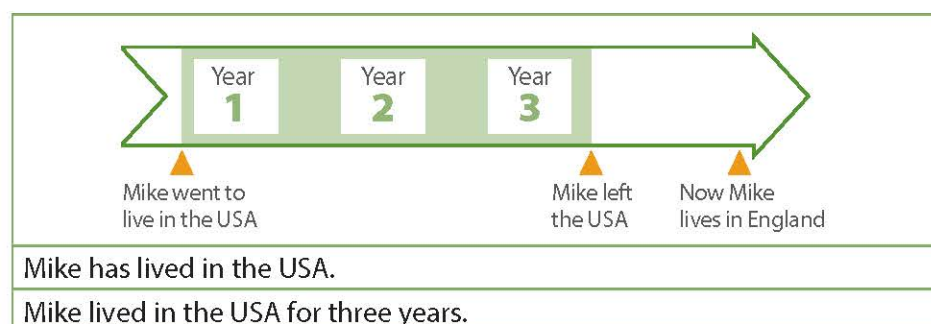 Year
1
Year
2
Year
3
Mike went to
live in the USA
Mike left
the USA
Now Mike
lives in England
Mike has lived in the USA.
Mike lived in the USA for three years.